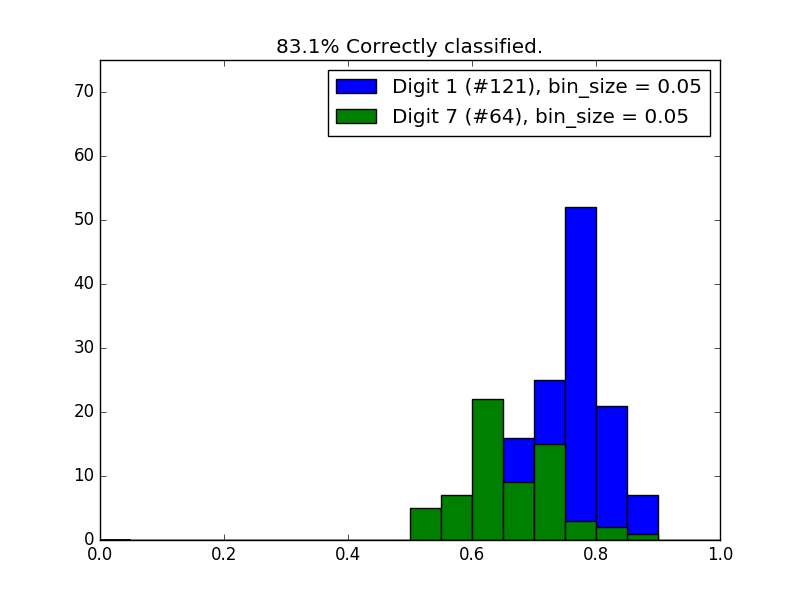 83.1% Correctly classified.
Digit 1 (#121), bin_size = 0.05
Digit 7 (#64), bin_size = 0.05
70
60
50
40
30
20
10
0
0.0 0.2 0.4 0.6 0.8 1.0